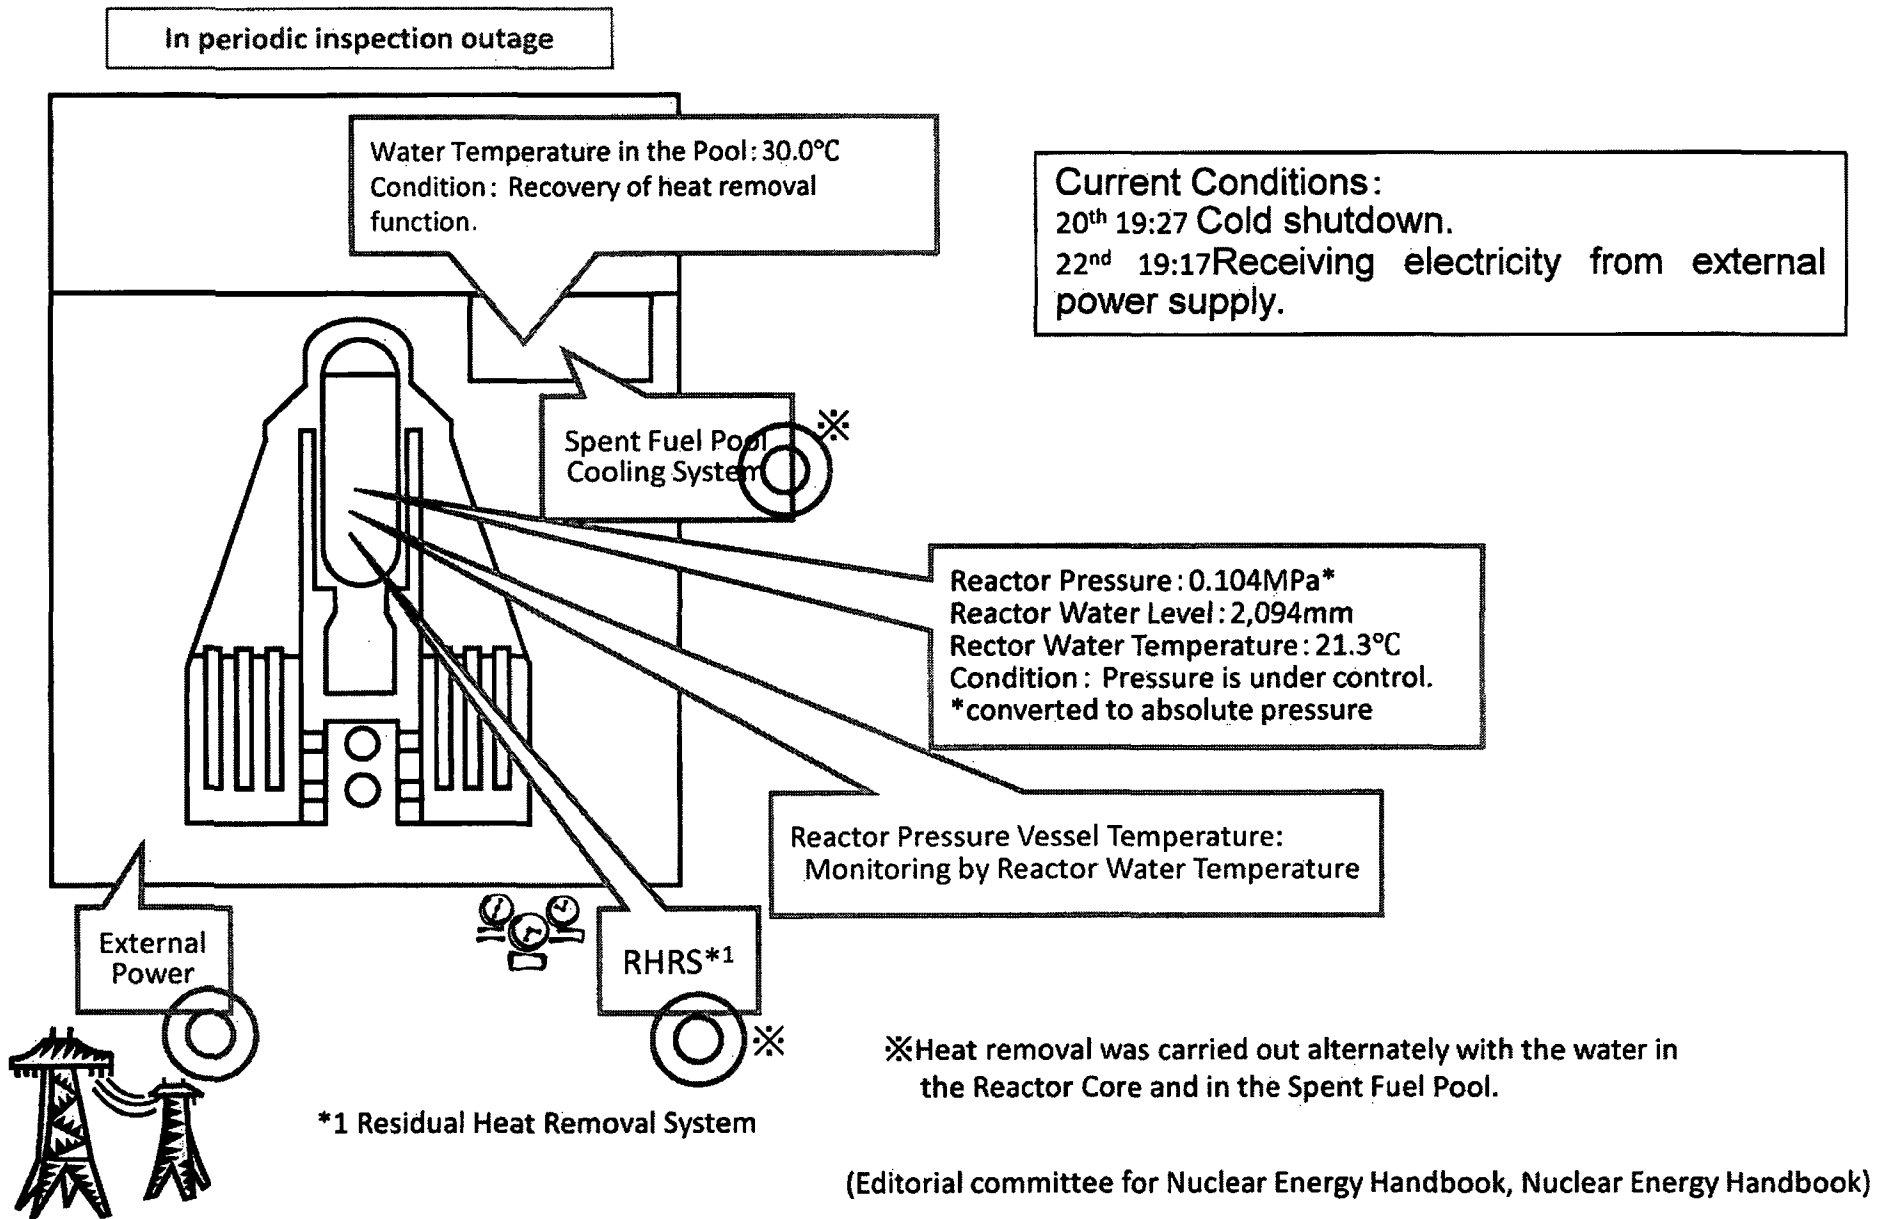 In periodic inspection outage
Water Temperature in the Pool: 30.0°C
Condition: Recovery of heat removal
function.
Current Conditions:
20th 19:27 Cold shutdown.
22nd 19:17Receiving electricity from external
power supply.
Spent Fuel Pool
Cooling System
※
Reactor Pressure: 0.104MPa*
Reactor Water Level: 2,094mm
Rector Water Temperature: 21.3°C
Condition: Pressure is under control.
*converted to absolute pressure
Reactor Pressure Vessel Temperature:
Monitoring by Reactor Water Temperature
External
Power
RHRS*1
※
※Heat removal was carried out alternately with the water in
the Reactor Core and in the Spent Fuel Pool.
*1 Residual Heat Removal System
(Editorial committee for Nuclear Energy Handbook, Nuclear Energy Handbook)